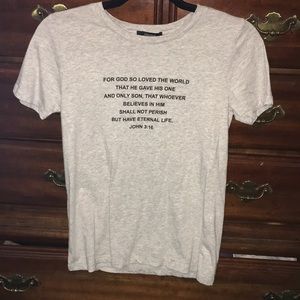 FOR GOD SO LOVED THE WORLD
THAT HE GAVE HIS ONE
AND ONLY SON, THAT WHOEVER
BELIEVES IN HIM
SHALL NOT PERISH
BUT HAVE ETERNAL LIFE.
JOHN 3:16